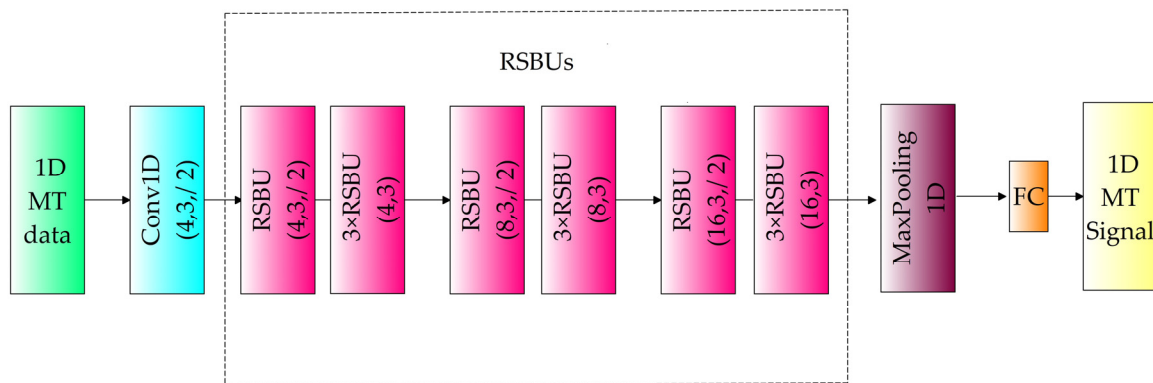 RSBUs
1D
MT
data
Conv1D
(4,3,/2)
RSBU
(4,3,/2)
3×RSBU
(4,3)
RSBU
(8,3,/2)
3×RSBU
(8,3)
RSBU
(16,3,/2)
3×RSBU
(16,3)
MaxPooling
1D
FC
1D
MT
Signal